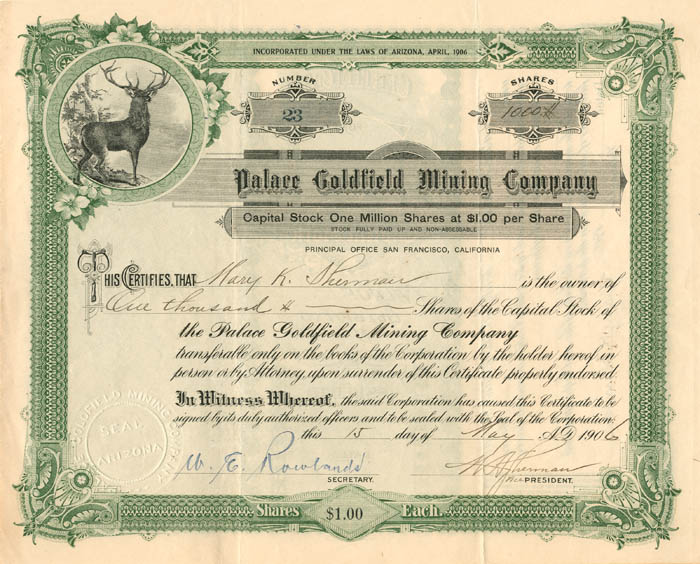 INCORPORATED UNDER THE LAWS OF ARIZONA, APRIL, 1906
NUMBER
23
SHARES
1000
Palace Goldfield Mining Company
Capital Stock One Million Shares at $1.00 per Share
STOCK FULLY PAID UP AND NON-ASSESSABLE
PRINCIPAL OFFICE SAN FRANCISCO, CALIFORNIA
THIS CERTIFIES, THAT Mary K. Sherman is the owner of
One thousand Shares of the Capital Stock of
the Palace Goldfield Mining Company
transferable only on the books of the Corporation by the holder hereof in
person or by Attorney, upon surrender of this Certificate properly endorsed.
In Witness Whereof, the said Corporation has caused this Certificate to be
signed by its duly authorized officers and to be sealed with the Seal of the Corporation;
this 15 day of May A.D. 1906
W. E. Rowlands
SECRETARY.
Sherman
Vice PRESIDENT.
GOLDFIELD MINING COMPANY
SEAL
ARIZONA
Shares $1.00 Each.